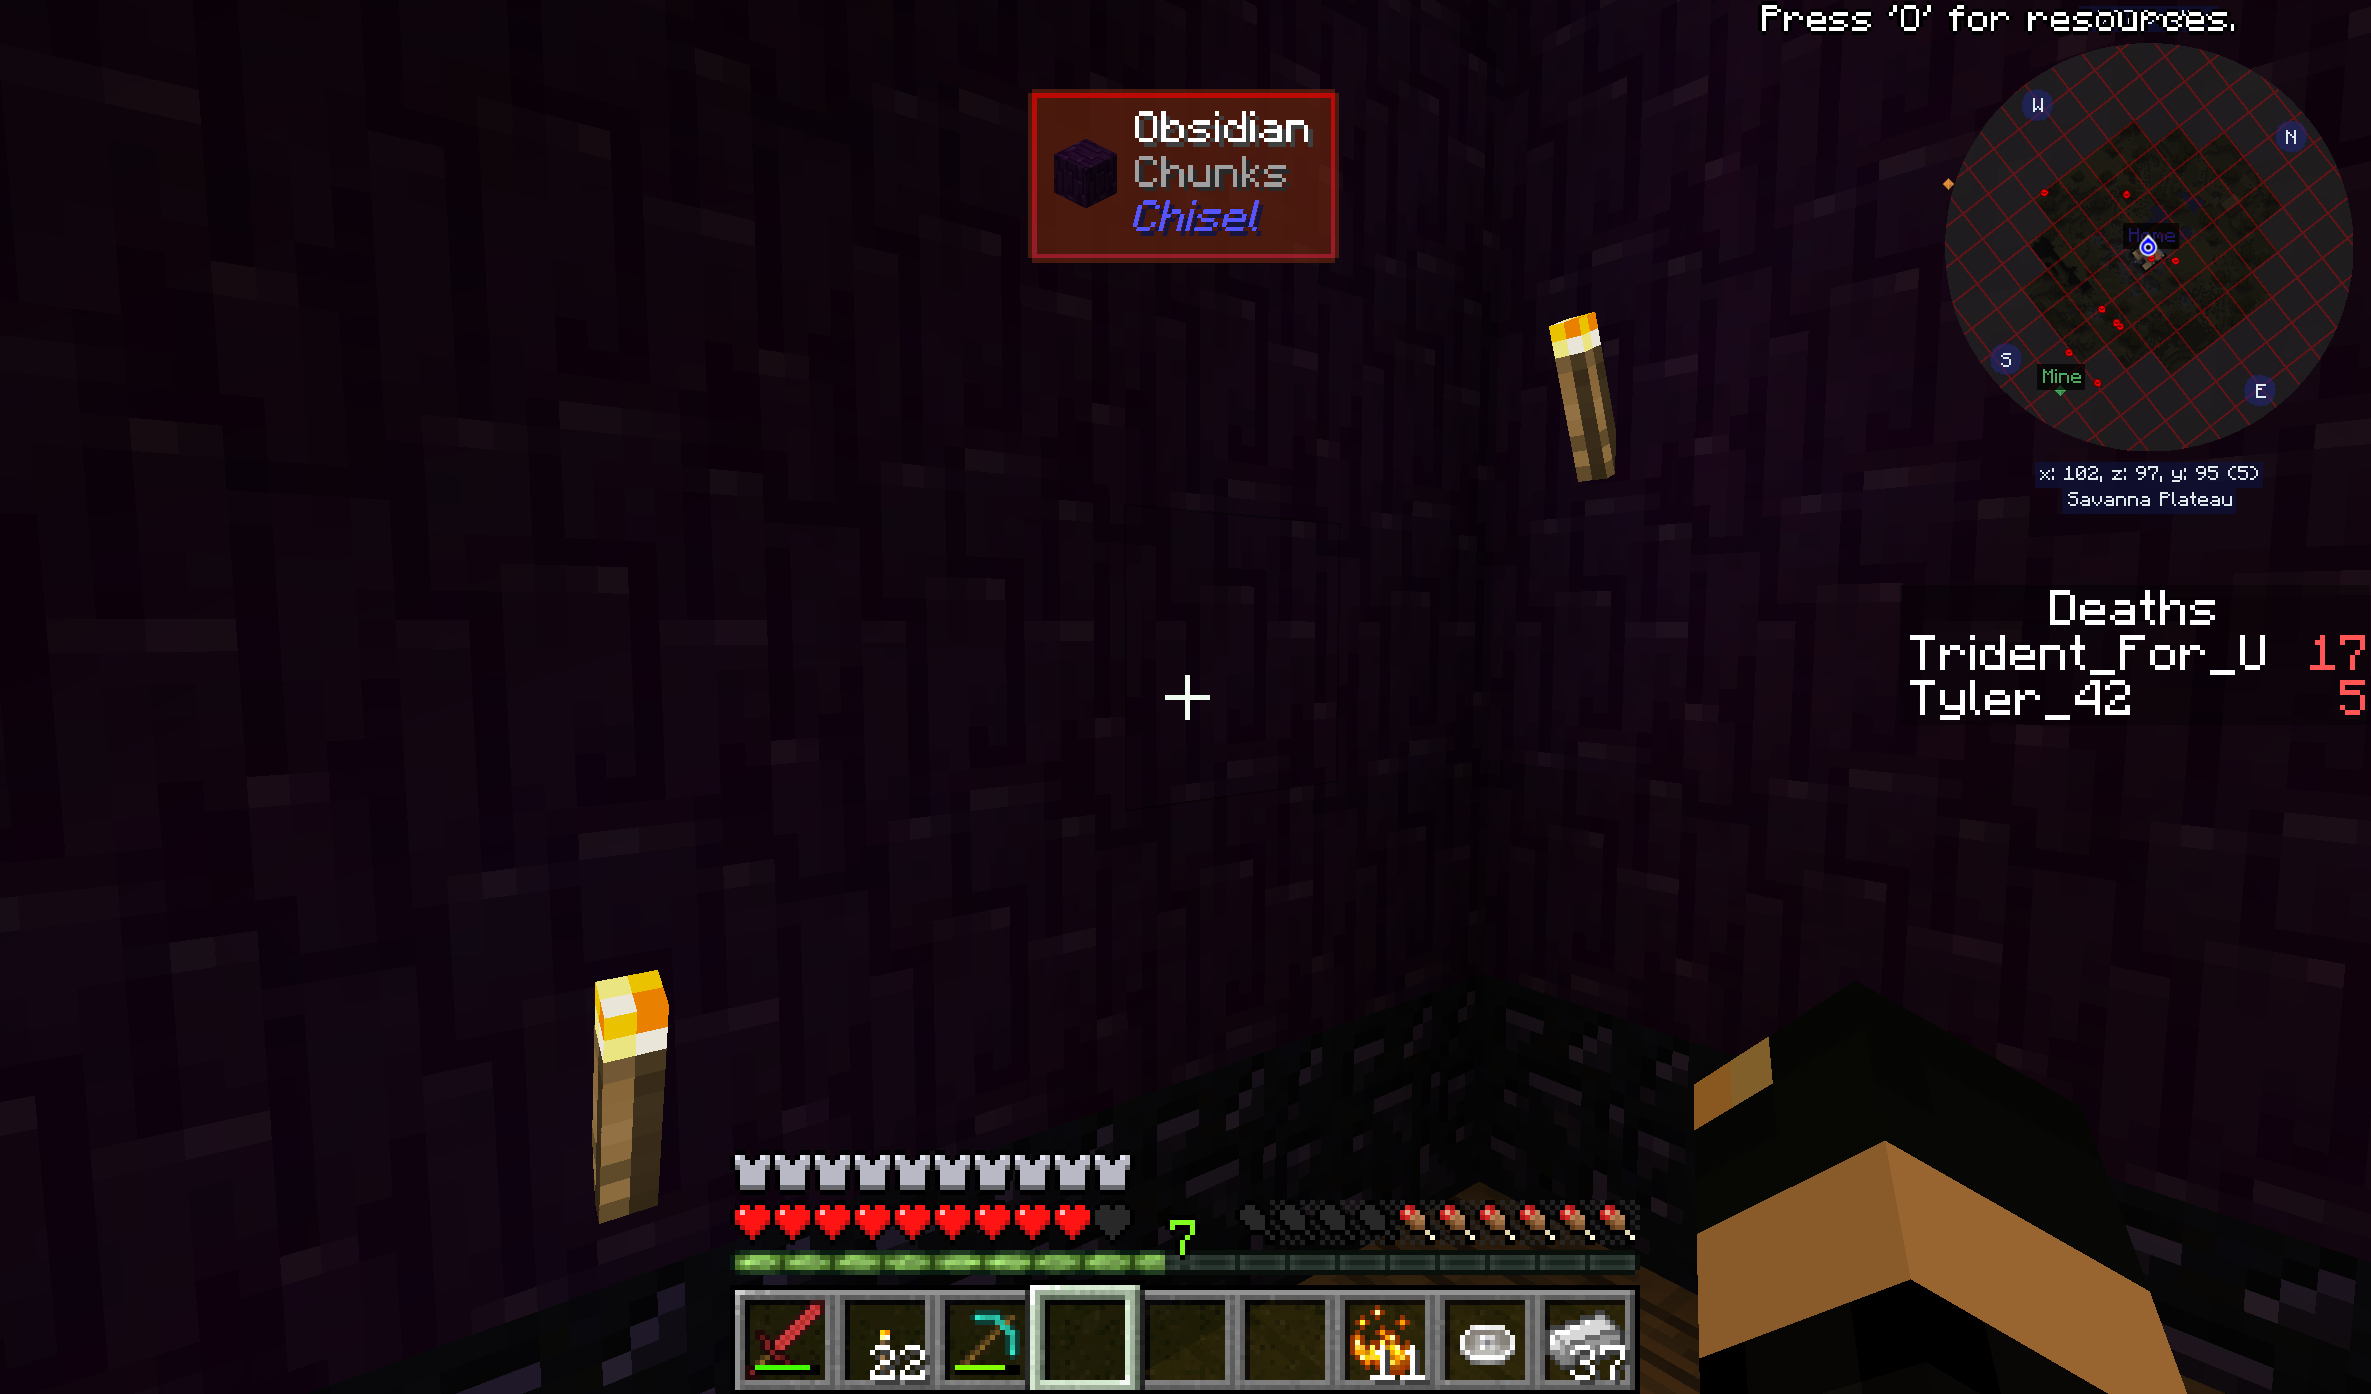 Press 'O' for resources.
Obsidian
Chunks
Chisel
W
N
Home
S
Mine
E
x: 102, z: 97, y: 95 (5)
Savanna Plateau
Deaths
Trident_For_U 17
Tyler_42 5
7
22
11
37